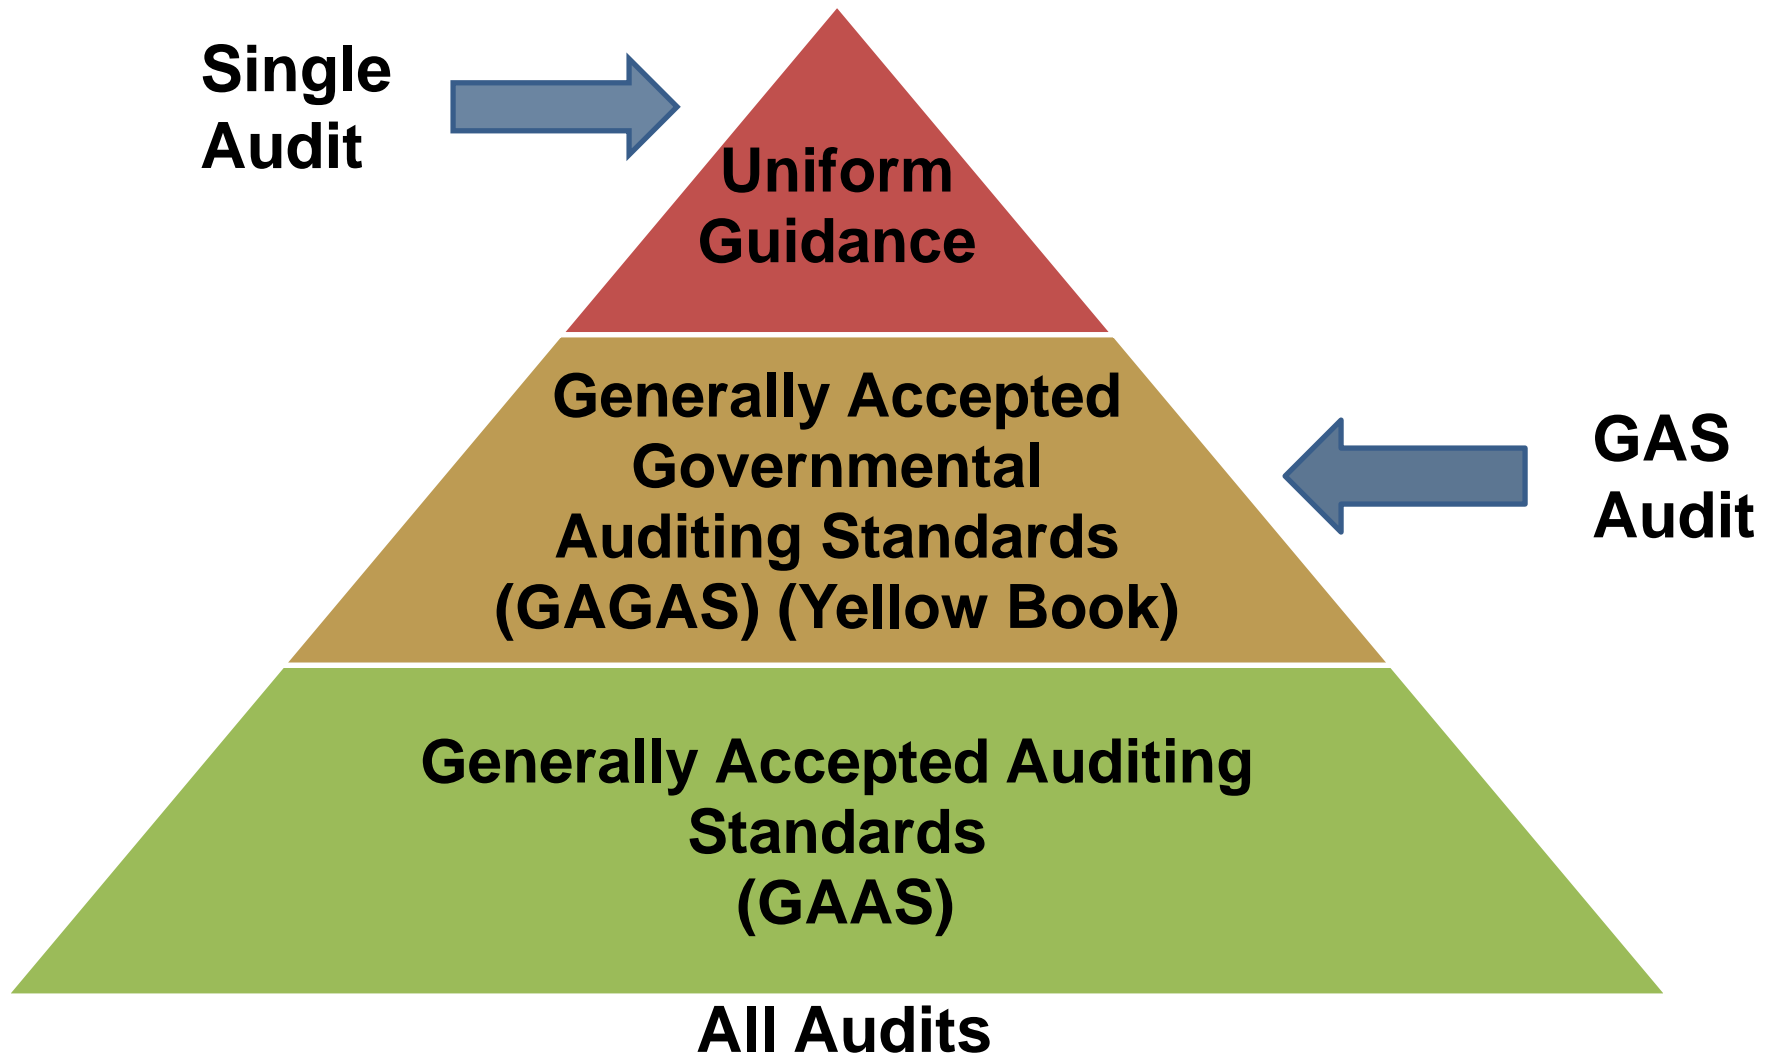 Single
Audit
Uniform
Guidance
Generally Accepted
Governmental
Auditing Standards
(GAGAS) (Yellow Book)
GAS
Audit
Generally Accepted Auditing
Standards
(GAAS)
All Audits